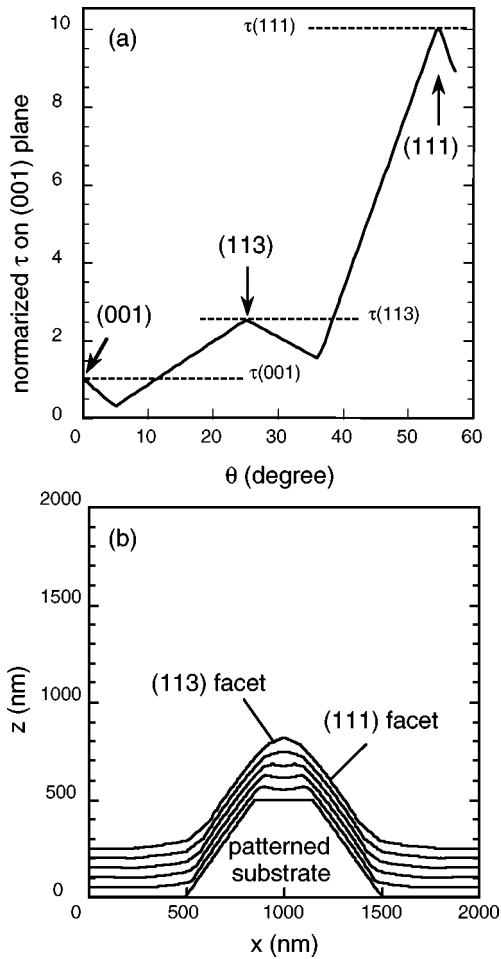 (a)
10
8
6
4
2
0
normarized τ on (001) plane
τ(111)
(111)
(113)
τ(113)
(001)
τ(001)
0 10 20 30 40 50 60
θ (degree)
(b)
2000
1500
1000
500
0
z (nm)
(113) facet
(111) facet
patterned
substrate
0 500 1000 1500 2000
x (nm)